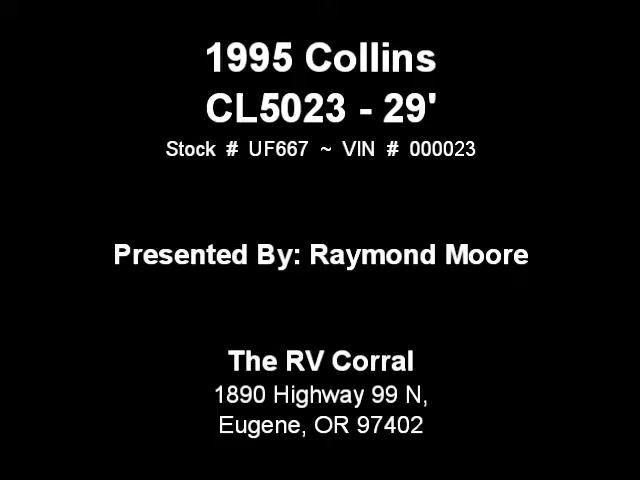 1995 Collins
CL5023 - 29'
Stock # UF667 ~ VIN # 000023
Presented By: Raymond Moore
The RV Corral
1890 Highway 99 N,
Eugene, OR 97402